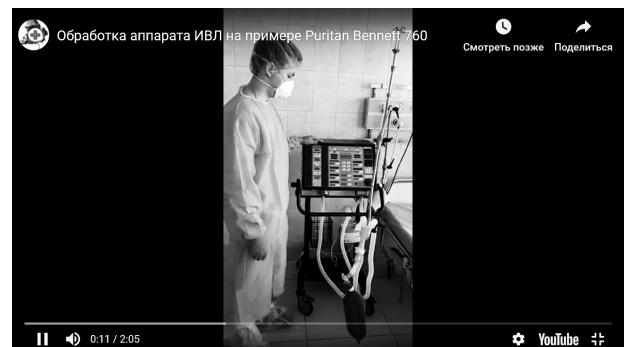 Обработка аппарата ИВЛ на примере Puritan Bennett 760
Смотреть позже
Поделиться
0:11 / 2:05
YouTube